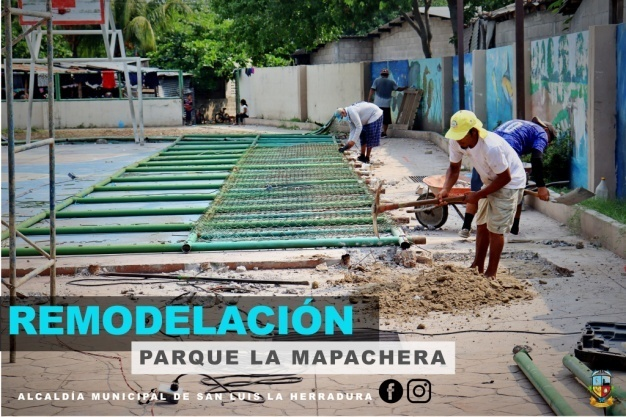 REMODELACIÓN
PARQUE LA MAPACHERA
ALCALDÍA MUNICIPAL DE SAN LUIS LA HERRADURA